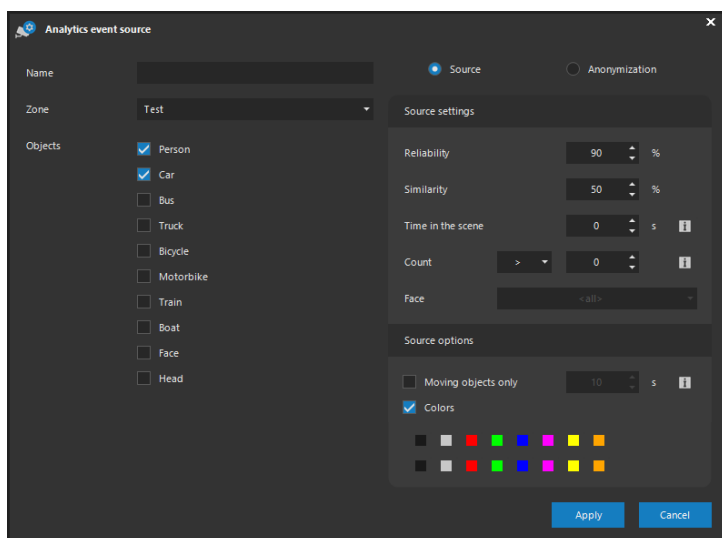 Analytics event source
Name
Source
Anonymization
Zone
Test
Source settings
Objects
Person
Car
Bus
Truck
Bicycle
Motorbike
Train
Boat
Face
Head
Reliability
90
%
Similarity
50
%
Time in the scene
0
s
Count
>
0
Face
<all>
Source options
Moving objects only
10
s
Colors
Apply
Cancel